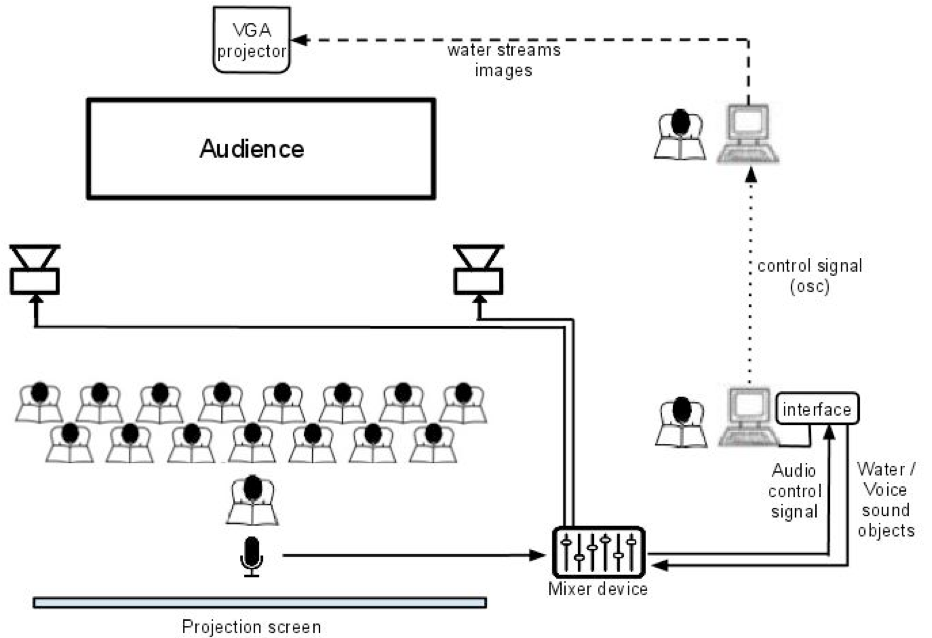 VGA
projector
water streams
images
Audience
control signal
(osc)
interface
Audio
control
signal
Water /
Voice
sound
objects
Mixer device
Projection screen